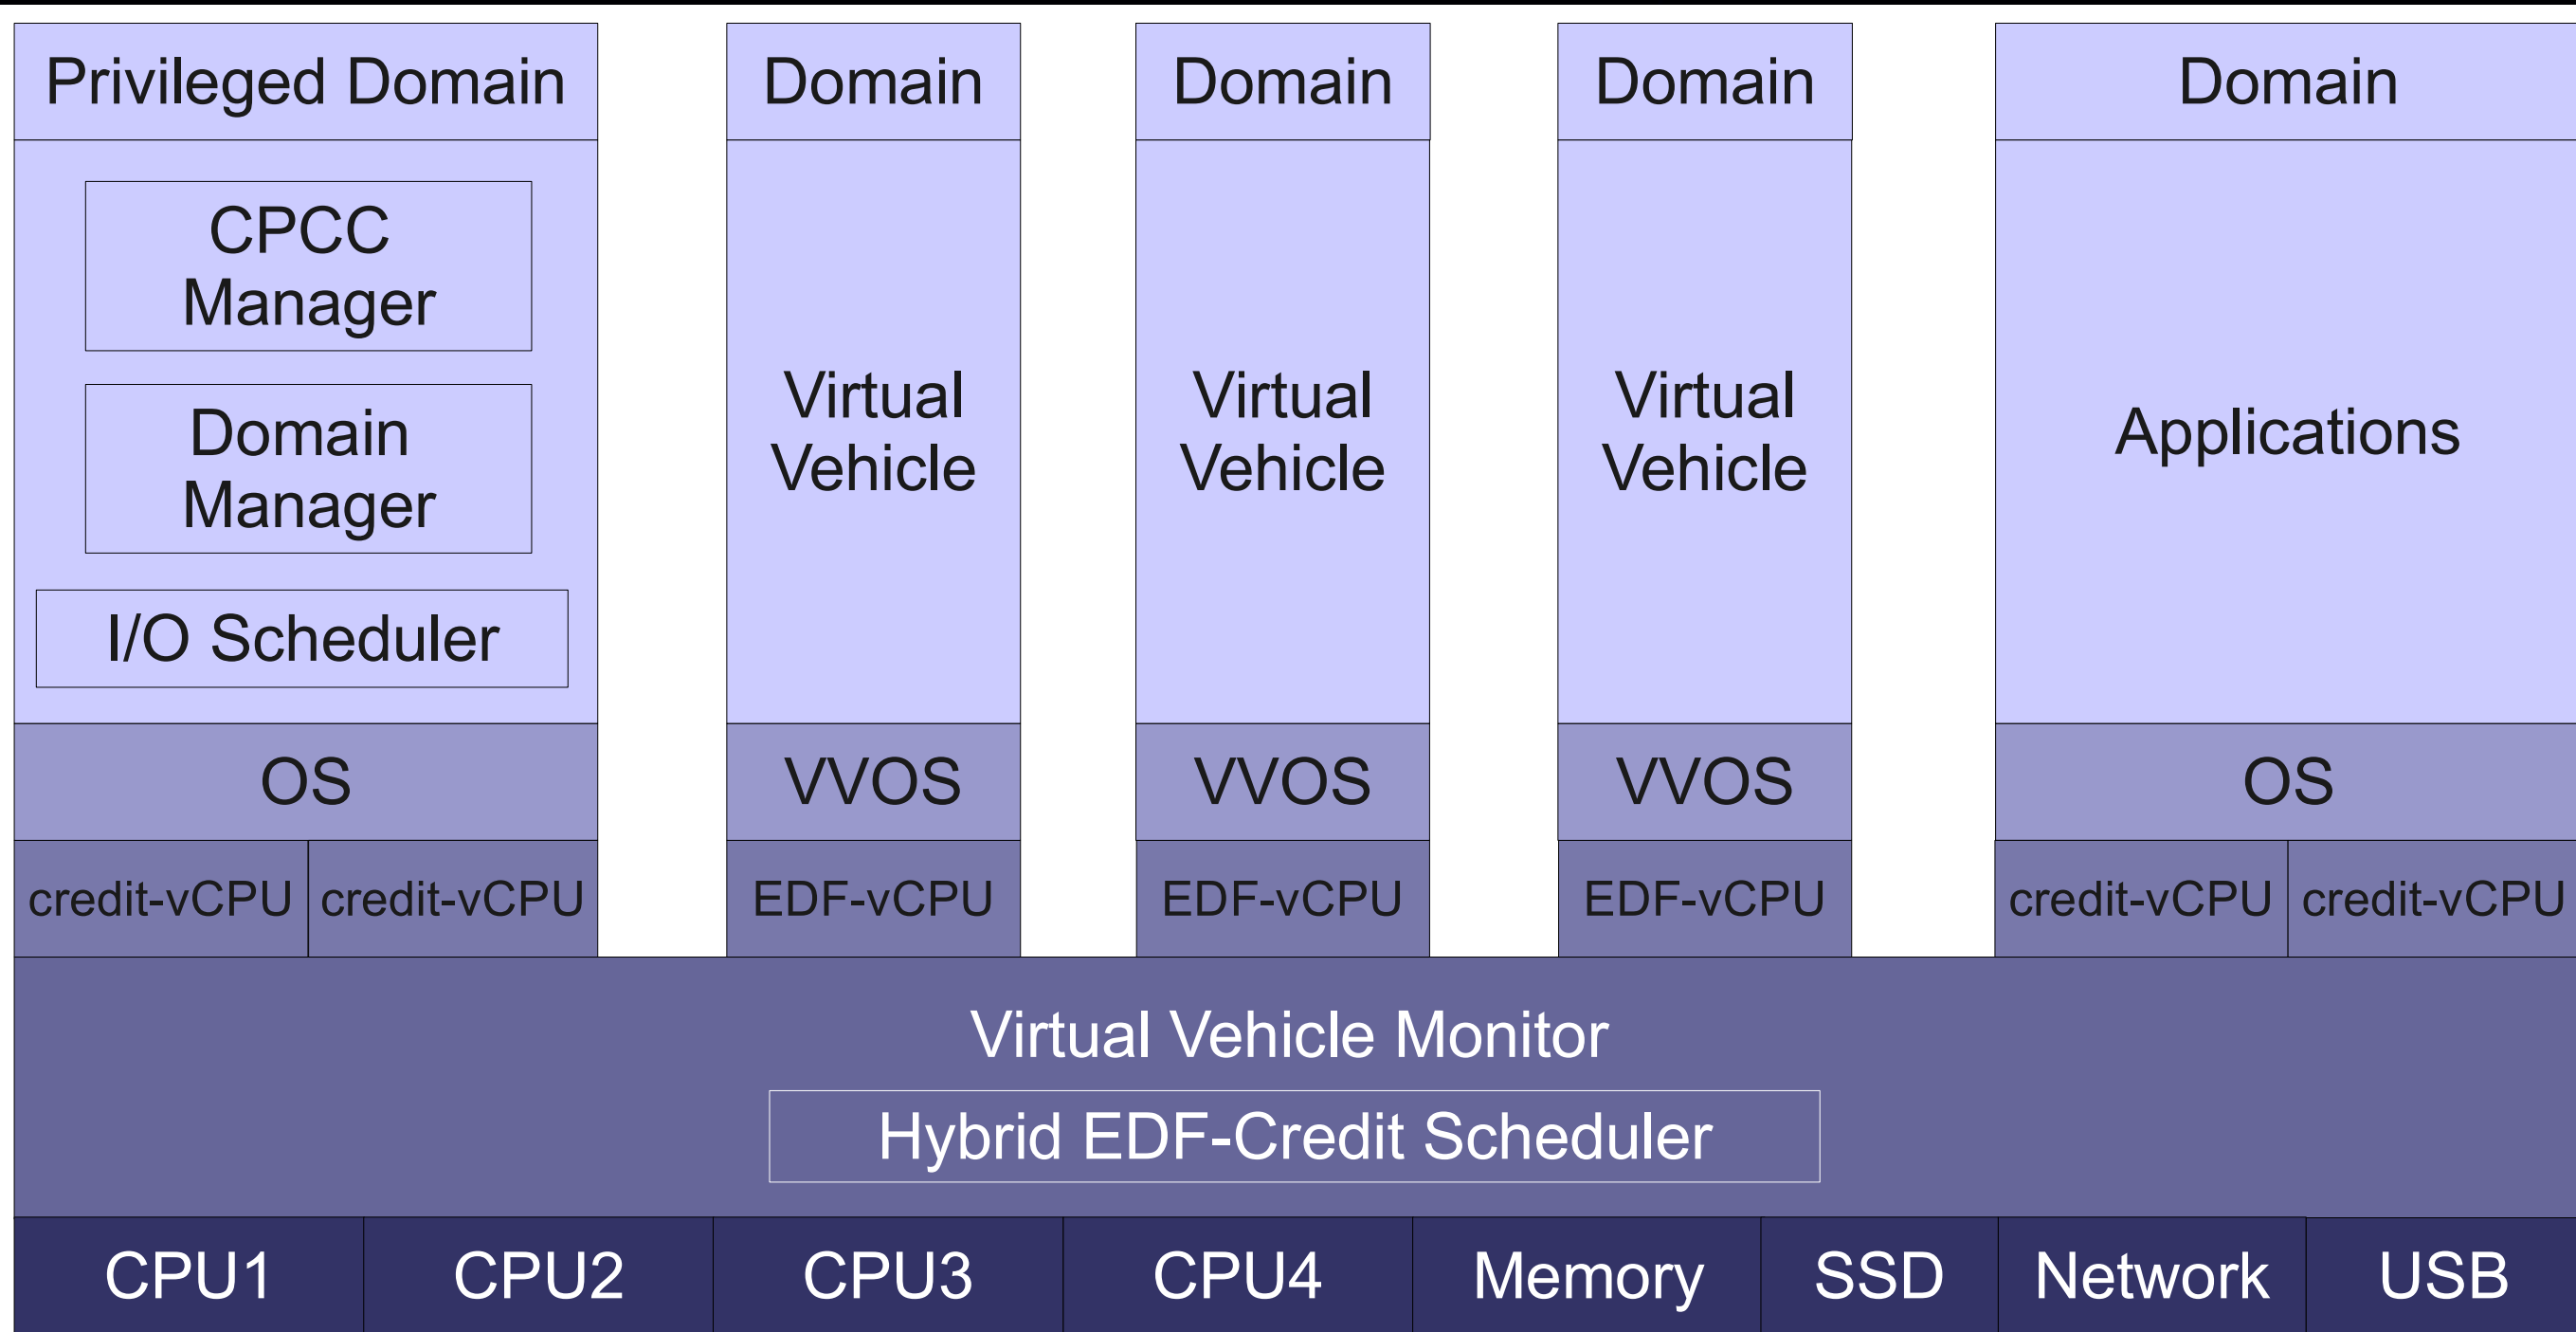 Privileged Domain
Domain
Domain
Domain
Domain
CPCC
Manager
Domain
Manager
I/O Scheduler
Virtual
Vehicle
Virtual
Vehicle
Virtual
Vehicle
Applications
OS
VVOS
VVOS
VVOS
OS
credit-vCPU
credit-vCPU
EDF-vCPU
EDF-vCPU
EDF-vCPU
credit-vCPU
credit-vCPU
Virtual Vehicle Monitor
Hybrid EDF-Credit Scheduler
CPU1
CPU2
CPU3
CPU4
Memory
SSD
Network
USB